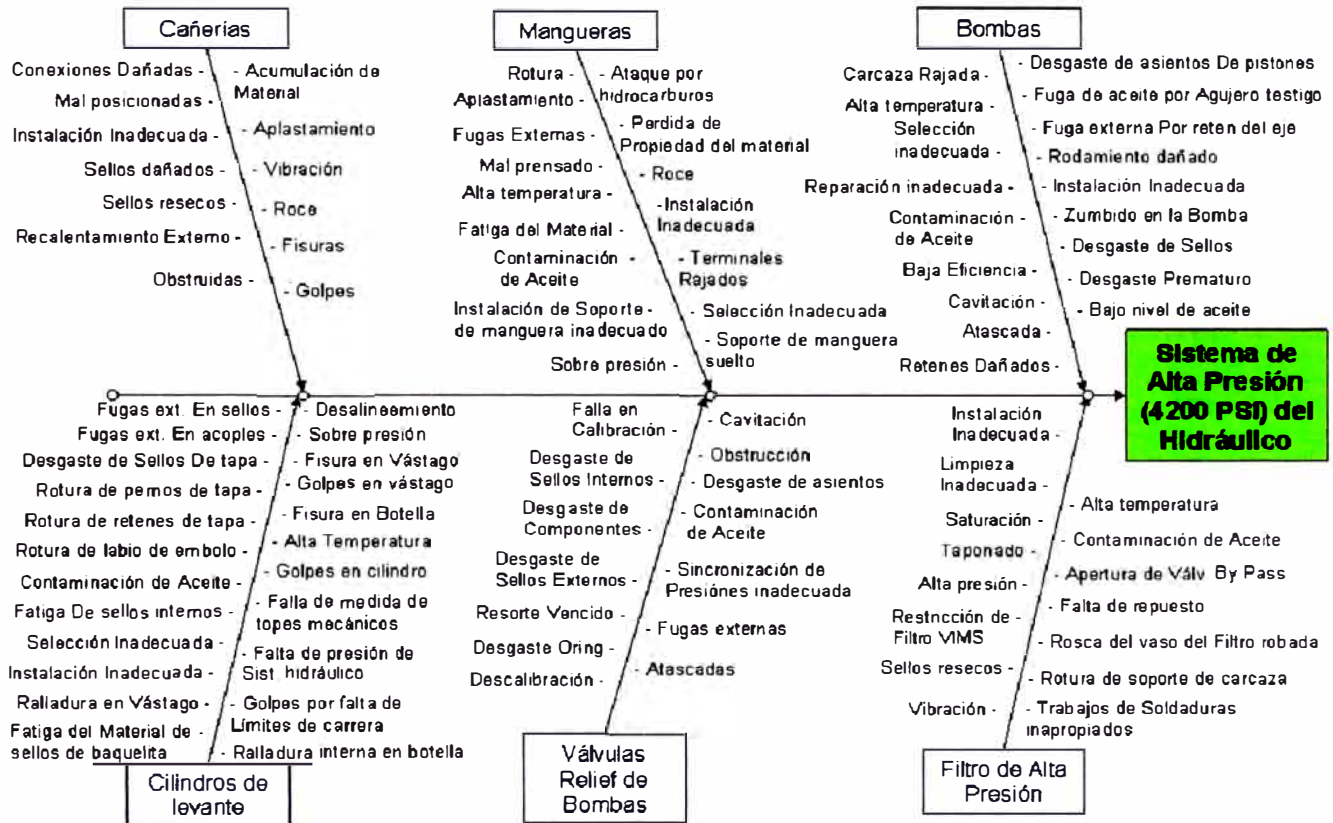 Cañerías
Conexiones Dañadas -
Mal posicionadas -
Instalación Inadecuada -
Sellos dañados -
Sellos resecos -
Recalentamiento Externo -
Obstruidas -
- Acumulación de
Material
- Aplastamiento
- Vibración
- Roce
- Fisuras
- Golpes
Mangueras
Rotura -
Aplastamiento -
Fugas Externas -
Mal prensado -
Alta temperatura -
Fatiga del Material -
Contaminación -
de Aceite
Instalación de Soporte -
de manguera inadecuado
Sobre presión -
- Ataque por
hidrocarburos
- Perdida de
Propiedad del material
- Roce
-Instalación
Inadecuada
- Terminales
Rajados
- Selección Inadecuada
- Soporte de manguera
suelto
Bombas
Carcaza Rajada -
Alta temperatura -
Selección
inadecuada -
Reparación inadecuada -
Contaminación -
de Aceite
Baja Eficiencia -
Cavitación -
Atascada -
Retenes Dañados -
- Desgaste de asientos De pistones
- Fuga de aceite por Agujero testigo
- Fuga externa Por reten del eje
- Rodamiento dañado
- Instalación Inadecuada
- Zumbido en la Bomba
- Desgaste de Sellos
- Desgaste Prematuro
- Bajo nivel de aceite
Sistema de
Alta Presión
(4200 PSI) del
Hidráulico
Fugas ext. En sellos -
Fugas ext. En acoples -
Desgaste de Sellos De tapa -
Rotura de pernos de tapa -
Rotura de retenes de tapa -
Rotura de labio de embolo -
Contaminación de Aceite -
Fatiga De sellos internos -
Selección Inadecuada -
Instalación Inadecuada -
Ralladura en Vástago -
Fatiga del Material de -
sellos de baquelita
- Desalineamiento
- Sobre presión
- Fisura en Vástago
- Golpes en vástago
- Fisura en Botella
- Alta Temperatura
- Golpes en cilindro
- Falla de medida de
topes mecánicos
- Falta de presión de
Sist hidráulico
- Golpes por falta de
Límites de carrera
- Ralladura interna en botella
Cilindros de
levante
Falla en
Calibración -
Desgaste de
Sellos Internos -
Desgaste de
Componentes -
Desgaste de
Sellos Externos -
Resorte Vencido -
Desgaste Oring -
Descalibración -
- Cavitación
- Obstrucción
- Desgaste de asientos
- Contaminación
de Aceite
- Sincronización de
Presiónes inadecuada
- Fugas externas
- Atascadas
Válvulas
Relief de
Bombas
Instalación
Inadecuada -
Limpieza
Inadecuada -
Saturación -
Taponado -
Alta presión -
Restricción de -
Filtro VIMS
Sellos resecos -
Vibración -
- Alta temperatura
- Contaminación de Aceite
- Apertura de Válv By Pass
- Falta de repuesto
- Rosca del vaso del Filtro robada
- Rotura de soporte de carcaza
- Trabajos de Soldaduras
inapropiados
Filtro de Alta
Presión